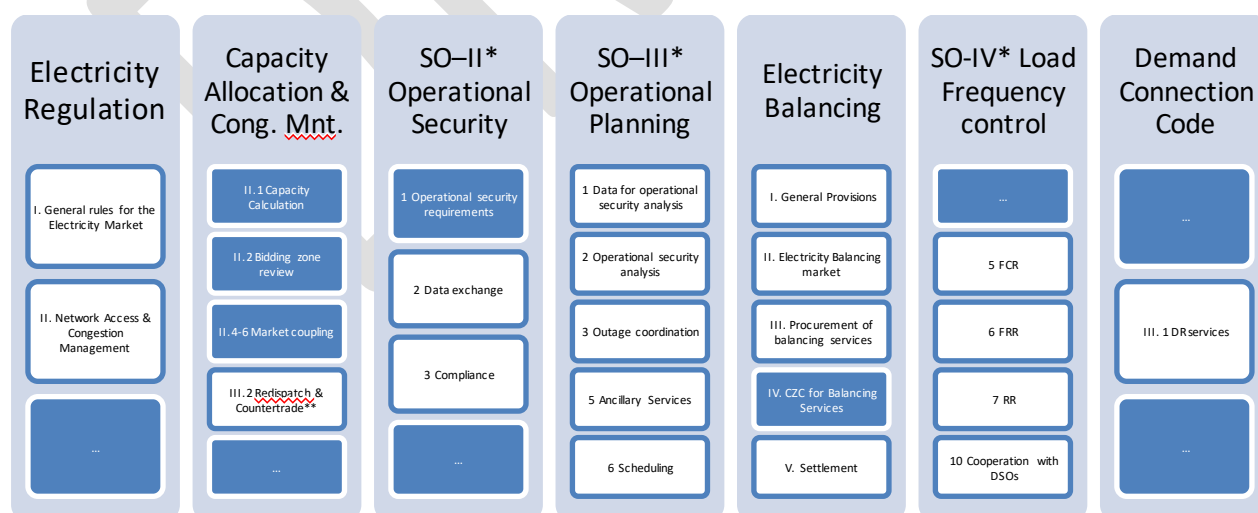 Electricity
Regulation
I. General rules for the
Electricity Market
II. Network Access &
Congestion
Management
...
Capacity
Allocation &
Cong. Mnt.
II.1 Capacity
Calculation
II.2 Bidding zone
review
II.4-6 Market coupling
III.2 Redispatch &
Countertrade**
...
SO–II*
Operational
Security
1 Operational security
requirements
2 Data exchange
3 Compliance
...
SO–III*
Operational
Planning
1 Data for operational
security analysis
2 Operational security
analysis
3 Outage coordination
5 Ancillary Services
6 Scheduling
Electricity
Balancing
I. General Provisions
II. Electricity Balancing
market
III. Procurement of
balancing services
IV. CZC for Balancing
Services
V. Settlement
SO-IV* Load
Frequency
control
...
5 FCR
6 FRR
7 RR
10 Cooperation with
DSOs
Demand
Connection
Code
...
III. 1 DR services
...